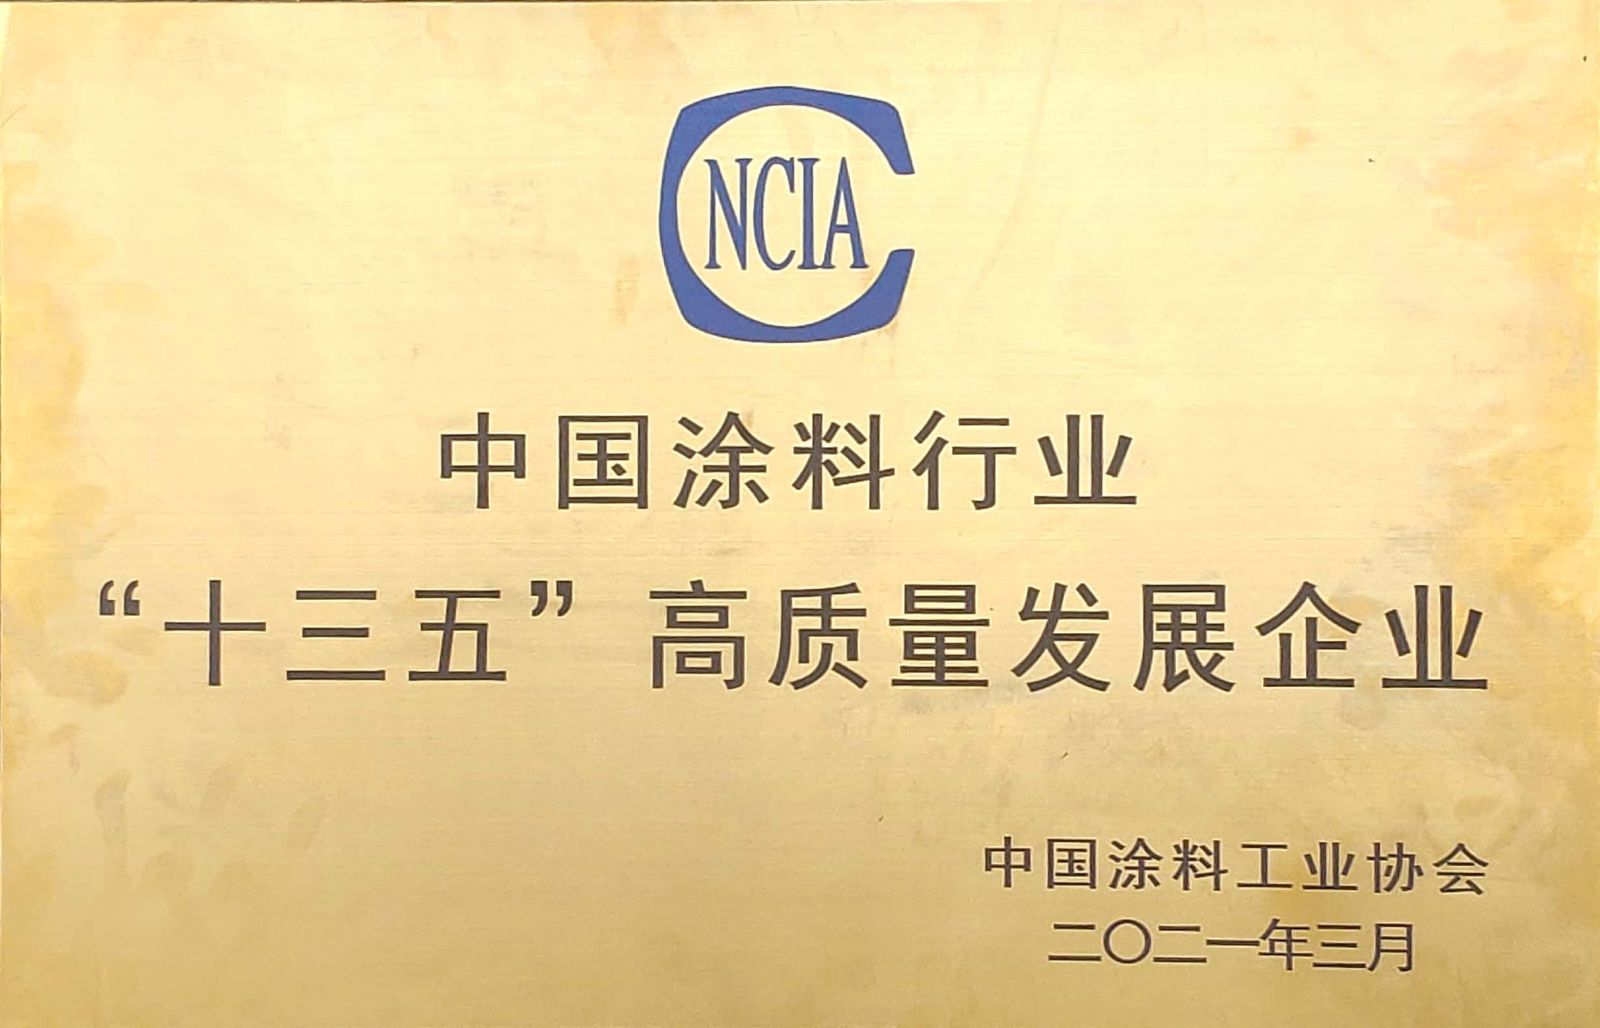 NCIA
中国涂料行业
“十三五”高质量发展企业
中国涂料工业协会
二〇二一年三月